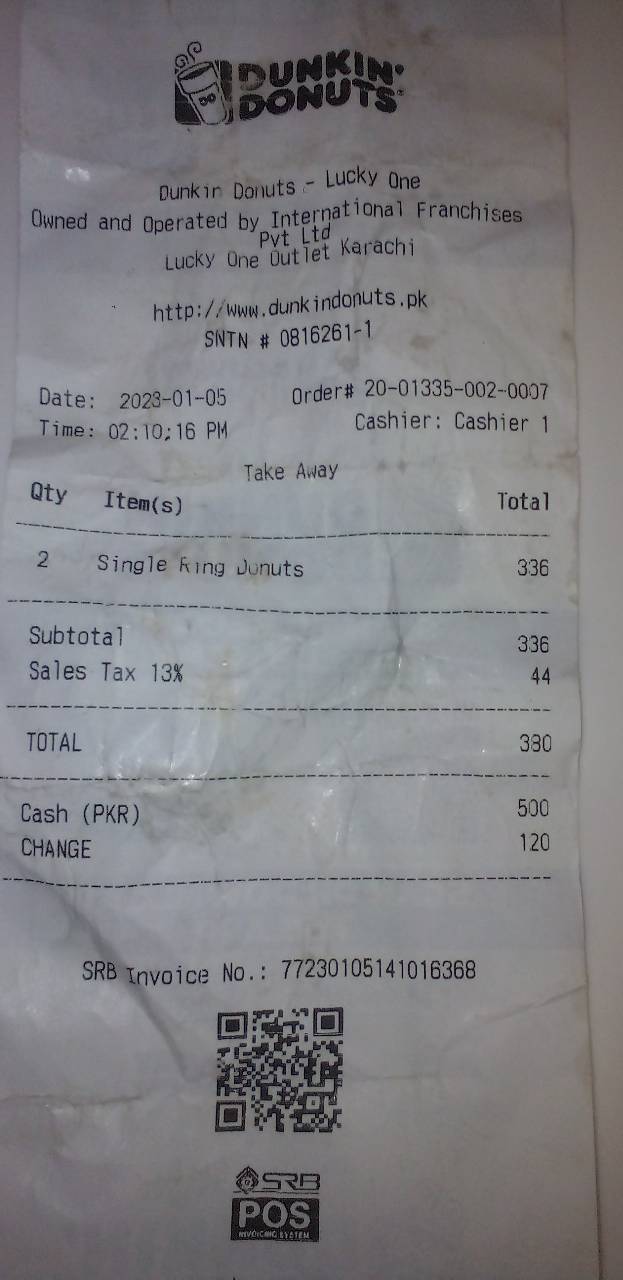 DUNKIN'
DONUTS
Dunkin Donuts - Lucky One
Owned and Operated by International Franchises
Pvt Ltd
Lucky One Outlet Karachi
http://www.dunkindonuts.pk
SNTN # 0816261-1
Date: 2023-01-05 Order# 20-01335-002-0007
Time: 02:10:16 PM Cashier: Cashier 1
Take Away
Qty Item(s) Total
2 Single Ring Donuts 336
Subtotal 336
Sales Tax 13% 44
TOTAL 380
Cash (PKR) 500
CHANGE 120
SRB Invoice No.: 77230105141016368
SRB
POS
INVOICING SYSTEM